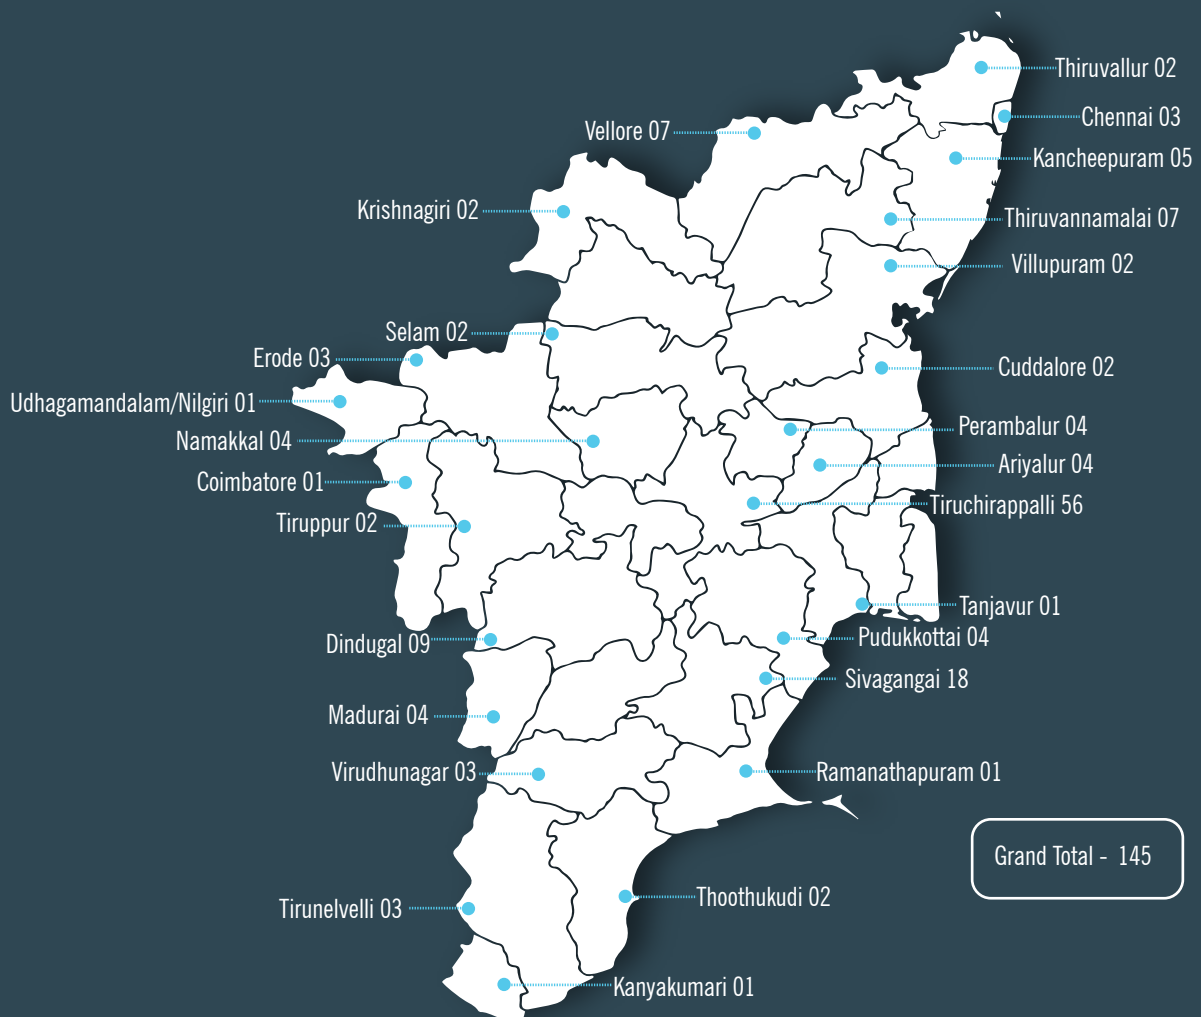 Thiruvallur 02
Chennai 03
Vellore 07
Kancheepuram 05
Krishnagiri 02
Thiruvannamalai 07
Villupuram 02
Selam 02
Erode 03
Cuddalore 02
Udhagamandalam/Nilgiri 01
Perambalur 04
Namakkal 04
Ariyalur 04
Coimbatore 01
Tiruchirappalli 56
Tiruppur 02
Tanjavur 01
Pudukkottai 04
Dindugal 09
Sivagangai 18
Madurai 04
Virudhunagar 03
Ramanathapuram 01
Grand Total - 145
Thoothukudi 02
Tirunelvelli 03
Kanyakumari 01